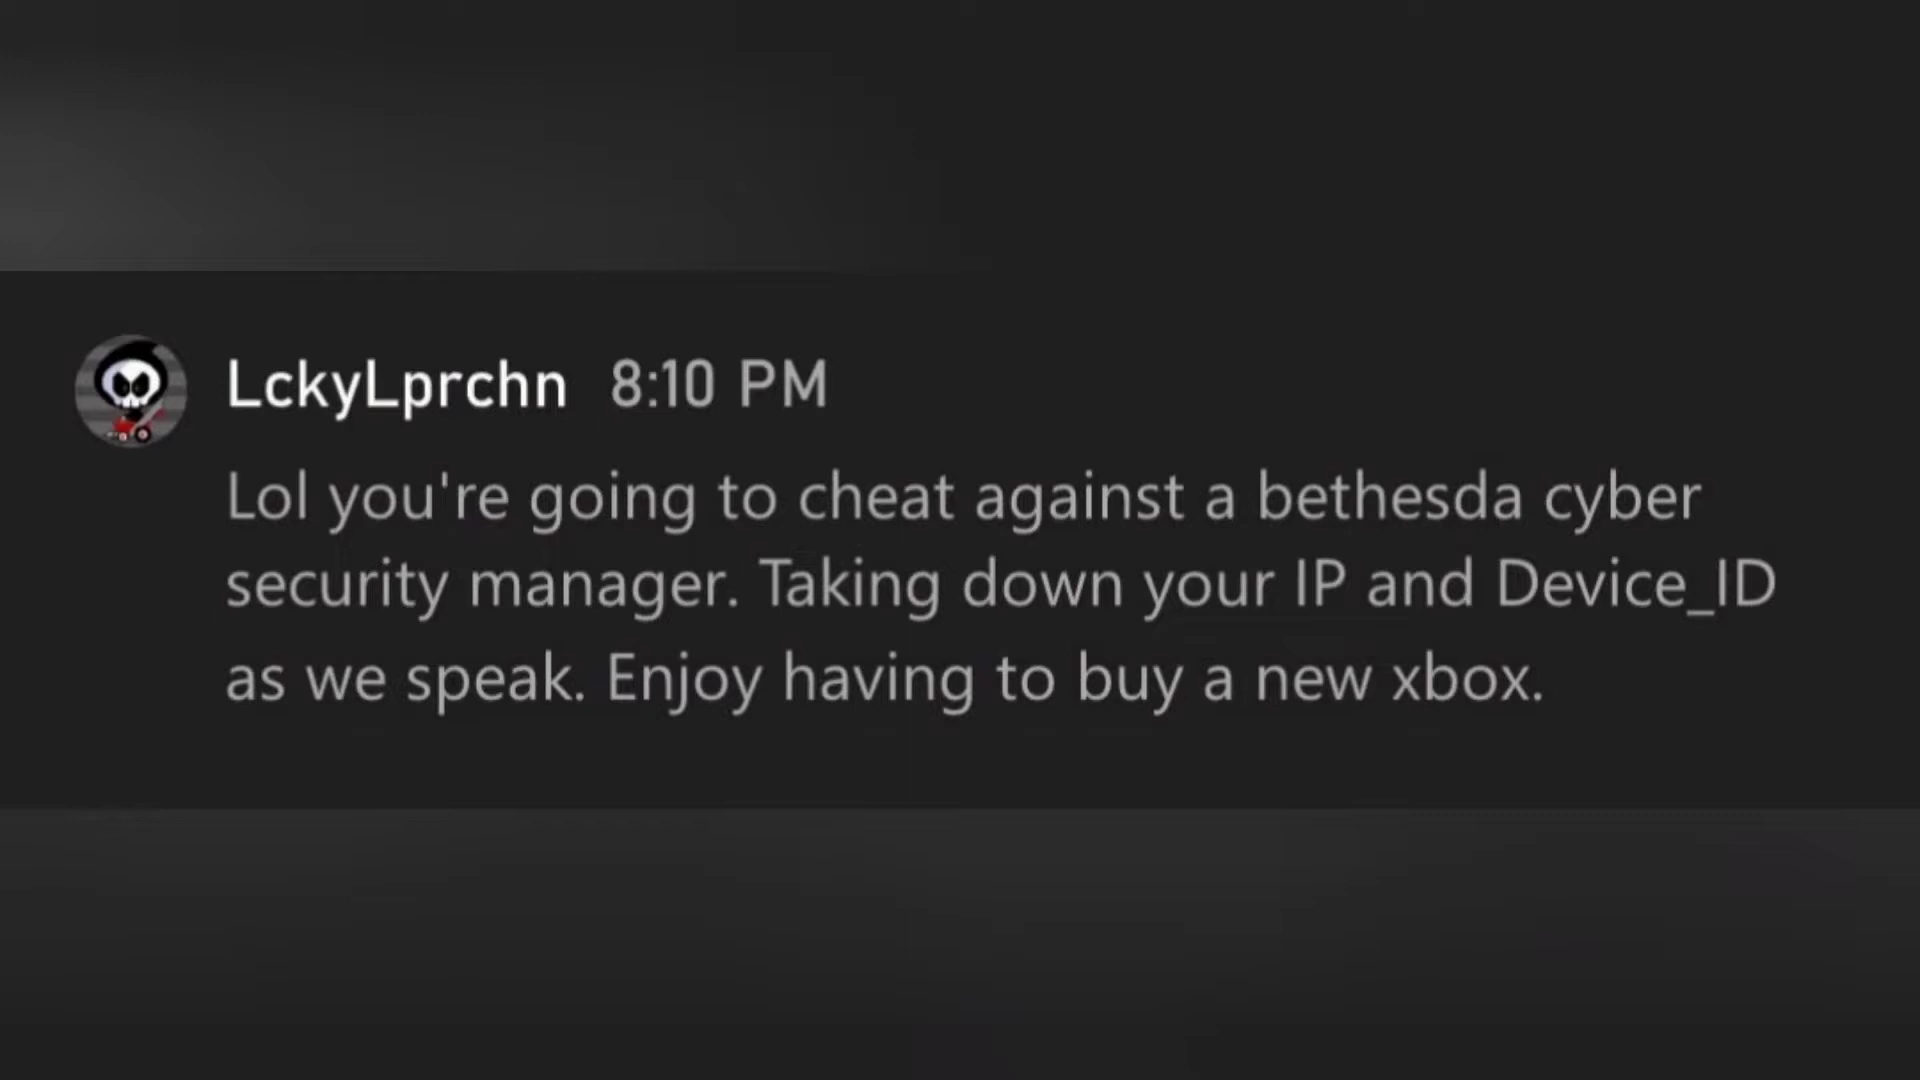 LckyLprchn 8:10 PM
Lol you're going to cheat against a bethesda cyber
security manager. Taking down your IP and Device_ID
as we speak. Enjoy having to buy a new xbox.